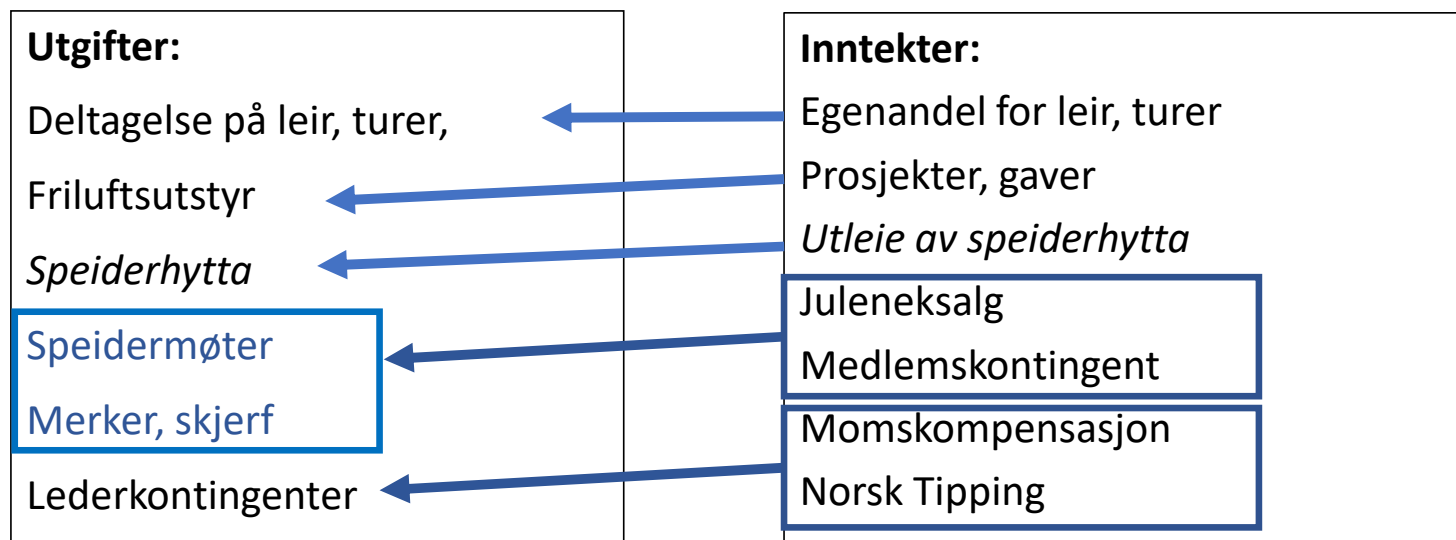 Utgifter:
Deltagelse på leir, turer,
Friluftsutstyr
Speiderhytta
Speidermøter
Merker, skjerf
Lederkontingenter
Inntekter:
Egenandel for leir, turer
Prosjekter, gaver
Utleie av speiderhytta
Juleneksalg
Medlemskontingent
Momskompensasjon
Norsk Tipping